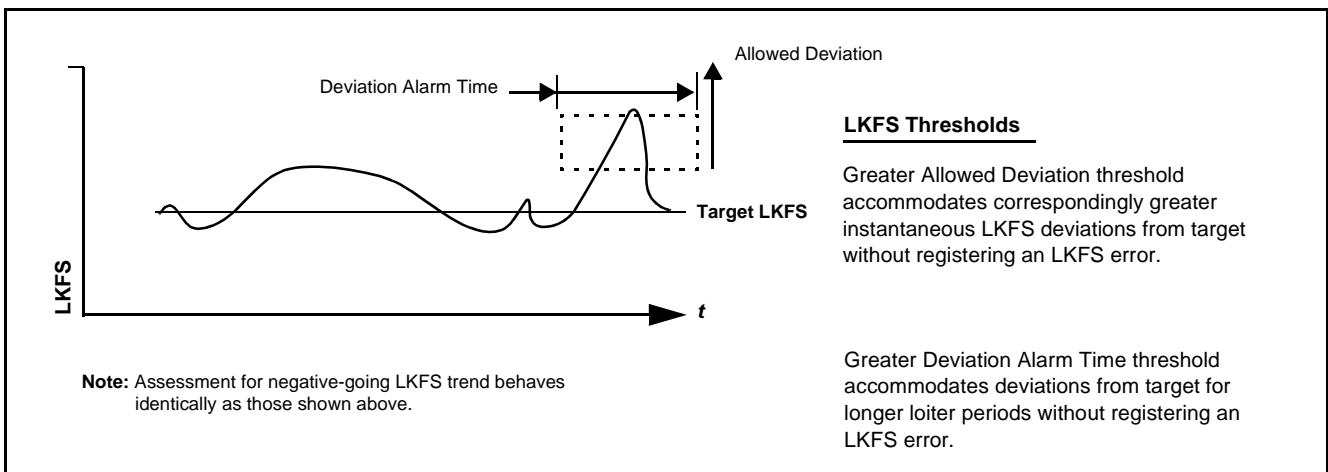 Allowed Deviation
Deviation Alarm Time
LKFS
Target LKFS
t
Note: Assessment for negative-going LKFS trend behaves
identically as those shown above.
LKFS Thresholds
Greater Allowed Deviation threshold
accommodates correspondingly greater
instantaneous LKFS deviations from target
without registering an LKFS error.
Greater Deviation Alarm Time threshold
accommodates deviations from target for
longer loiter periods without registering an
LKFS error.